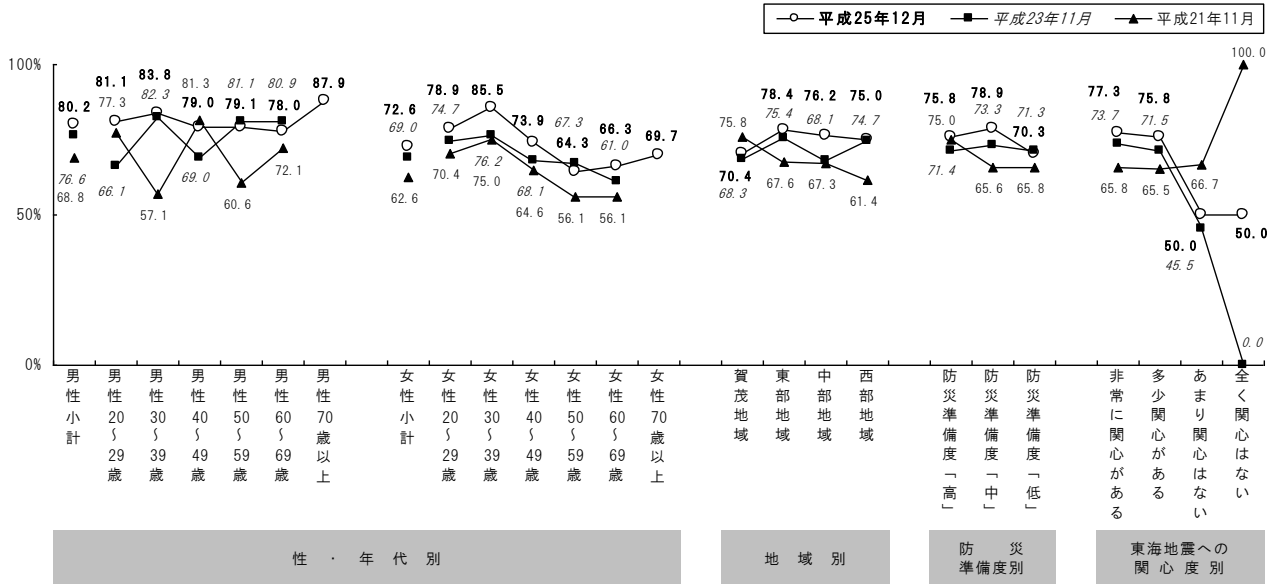 平成25年12月 平成23年11月 平成21年11月
100%
50%
0%
80.2 81.1 83.8 79.0 79.1 78.0 87.9
76.6 66.1 82.3 69.0 81.1 80.9
68.8 77.3 57.1 81.3 60.6 72.1
72.6 78.9 85.5 73.9 64.3 66.3 69.7
69.0 74.7 76.2 68.1 67.3 61.0
62.6 70.4 75.0 64.6 56.1 56.1
70.4 78.4 76.2 75.0
68.3 75.4 68.1 74.7
75.8 67.6 67.3 61.4
75.8 78.9 70.3
71.4 73.3 71.3
75.0 65.6 65.8
77.3 75.8 50.0 50.0
73.7 71.5 45.5 0.0
65.8 65.5 66.7 100.0
男性小計
男性20～29歳
男性30～39歳
男性40～49歳
男性50～59歳
男性60～69歳
男性70歳以上
女性小計
女性20～29歳
女性30～39歳
女性40～49歳
女性50～59歳
女性60～69歳
女性70歳以上
賀茂地域
東部地域
中部地域
西部地域
防災準備度「高」
防災準備度「中」
防災準備度「低」
非常に関心がある
多少関心がある
あまり関心はない
全く関心はない
性・年代別
地域別
防災
準備度別
東海地震への
関心度別